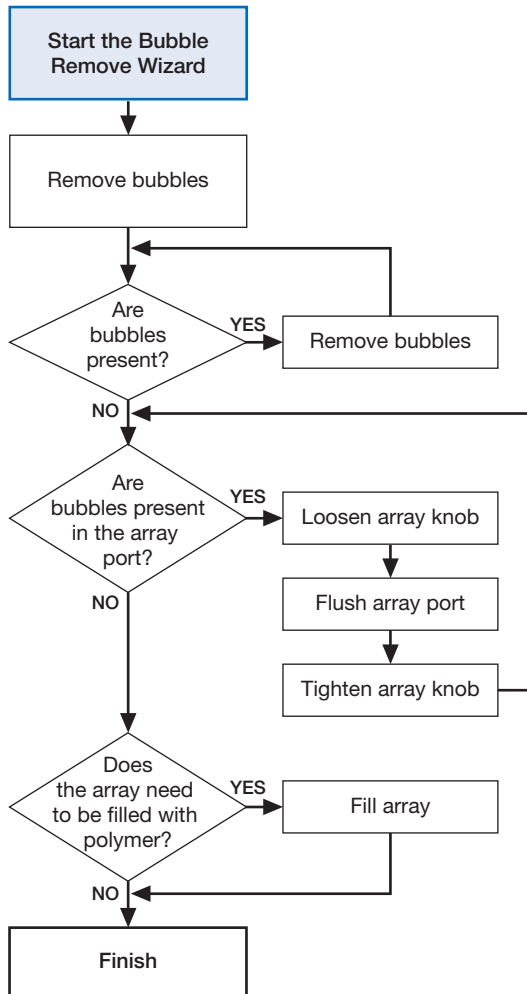 Start the Bubble
Remove Wizard
Remove bubbles
Are
bubbles
present?
YES
Remove bubbles
NO
Are
bubbles present
in the array
port?
YES
Loosen array knob
Flush array port
Tighten array knob
NO
Does
the array need
to be filled with
polymer?
YES
Fill array
NO
Finish